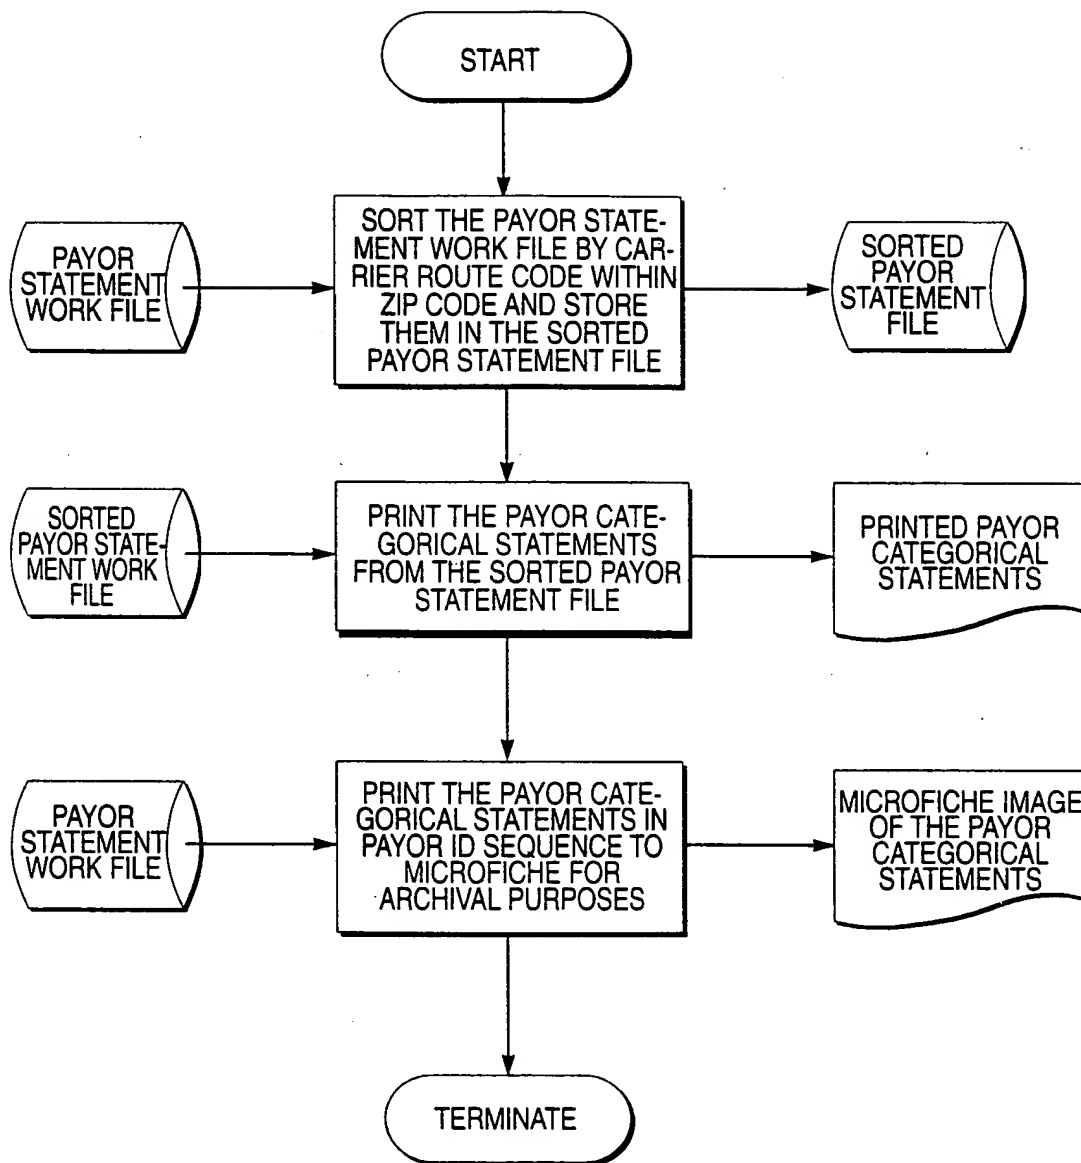 START
PAYOR
STATEMENT
WORK FILE
SORT THE PAYOR STATE-
MENT WORK FILE BY CAR-
RIER ROUTE CODE WITHIN
ZIP CODE AND STORE
THEM IN THE SORTED
PAYOR STATEMENT FILE
SORTED
PAYOR
STATEMENT
FILE
SORTED
PAYOR STATE-
MENT WORK
FILE
PRINT THE PAYOR CATE-
GORICAL STATEMENTS
FROM THE SORTED PAYOR
STATEMENT FILE
PRINTED PAYOR
CATEGORICAL
STATEMENTS
PAYOR
STATEMENT
WORK FILE
PRINT THE PAYOR CATE-
GORICAL STATEMENTS IN
PAYOR ID SEQUENCE TO
MICROFICHE FOR
ARCHIVAL PURPOSES
MICROFICHE IMAGE
OF THE PAYOR
CATEGORICAL
STATEMENTS
TERMINATE